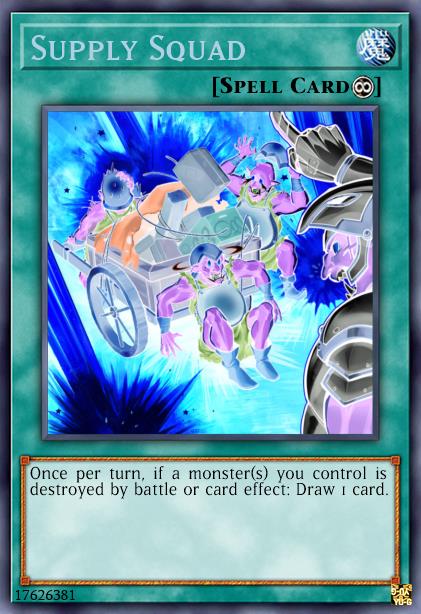 Supply Squad
魔
[Spell Card]
Once per turn, if a monster(s) you control is
destroyed by battle or card effect: Draw 1 card.
17626381